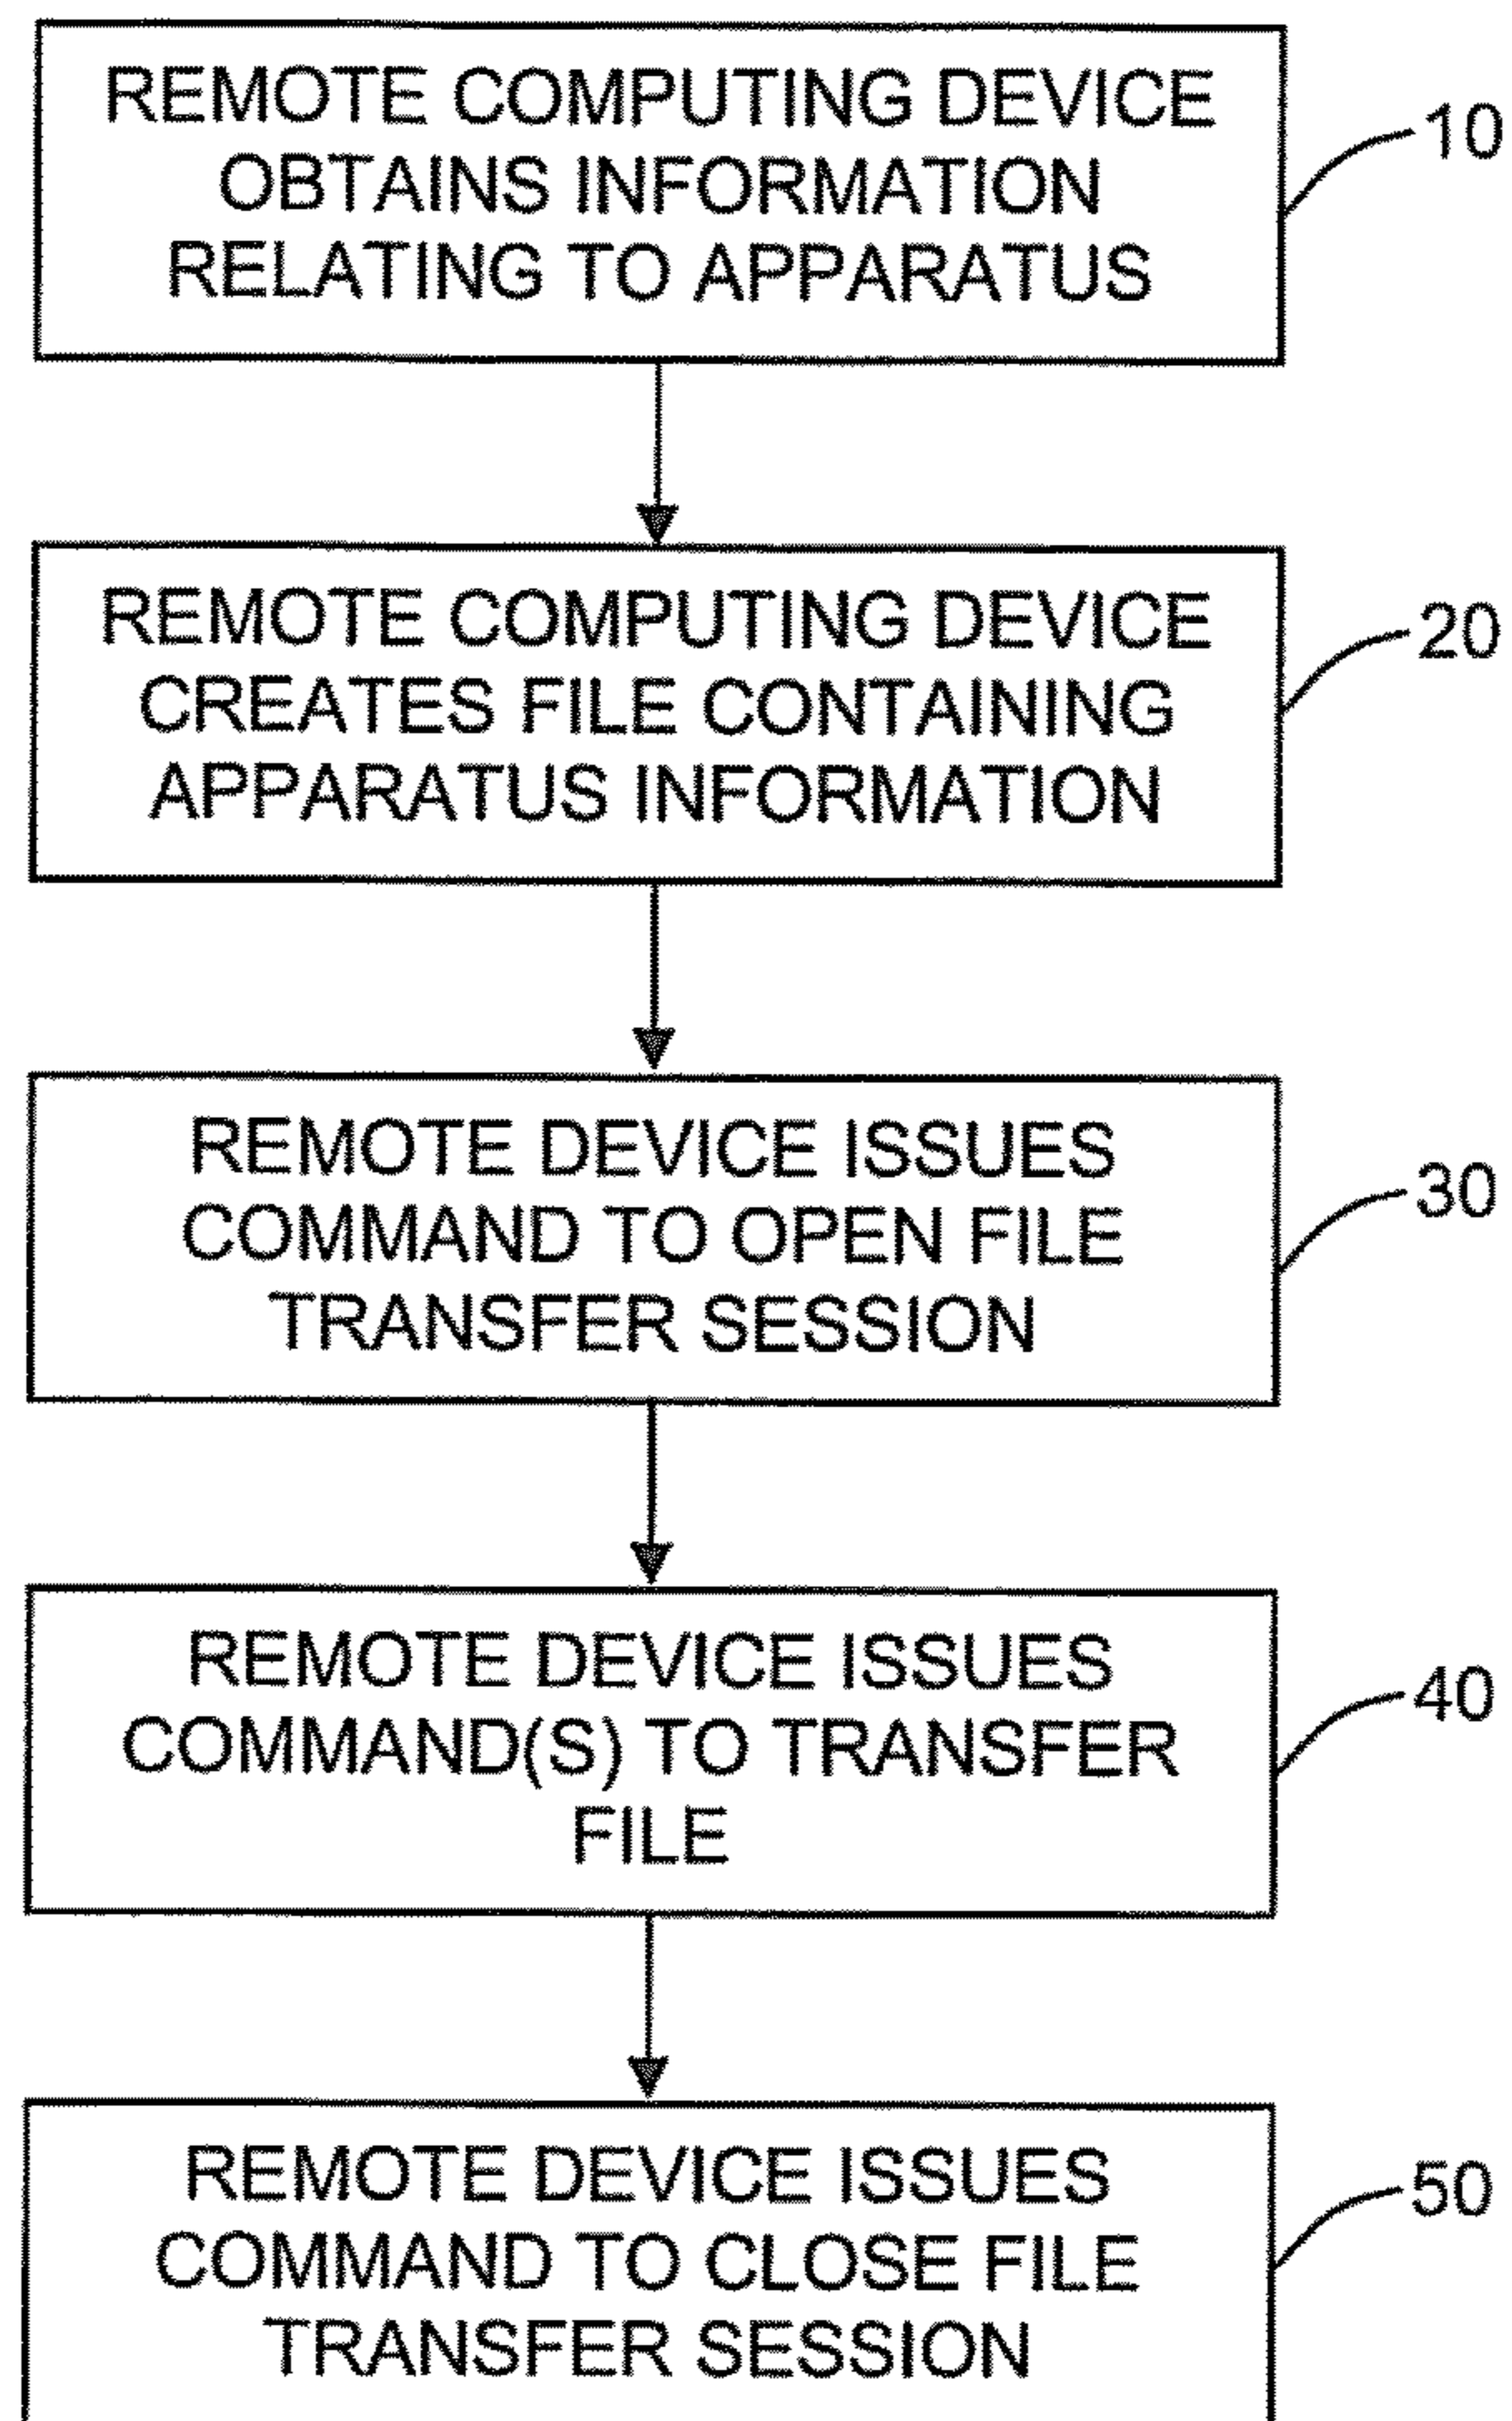 REMOTE COMPUTING DEVICE
OBTAINS INFORMATION
RELATING TO APPARATUS
10
REMOTE COMPUTING DEVICE
CREATES FILE CONTAINING
APPARATUS INFORMATION
20
REMOTE DEVICE ISSUES
COMMAND TO OPEN FILE
TRANSFER SESSION
30
REMOTE DEVICE ISSUES
COMMAND(S) TO TRANSFER
FILE
40
REMOTE DEVICE ISSUES
COMMAND TO CLOSE FILE
TRANSFER SESSION
50